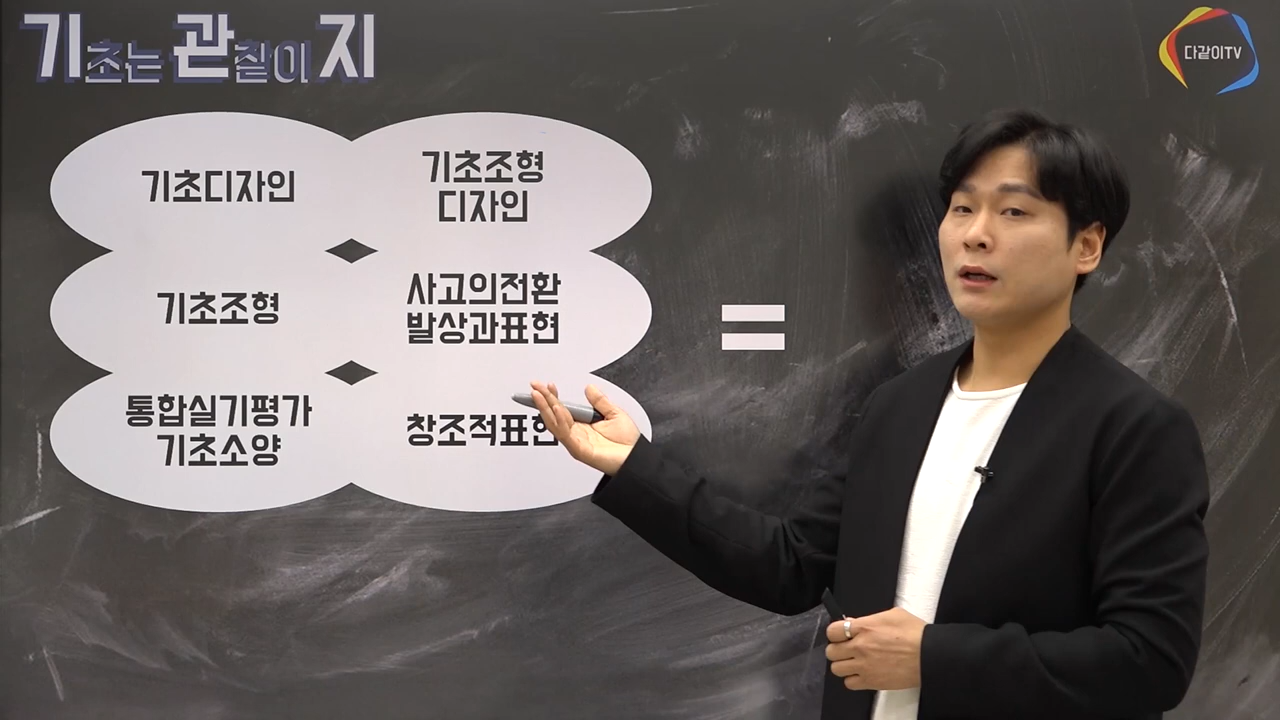 기초는 관찰이지
다같이TV
기초디자인
기초조형
디자인
기초조형
사고의전환
발상과표현
통합실기평가
기초소양
창조적표현
=